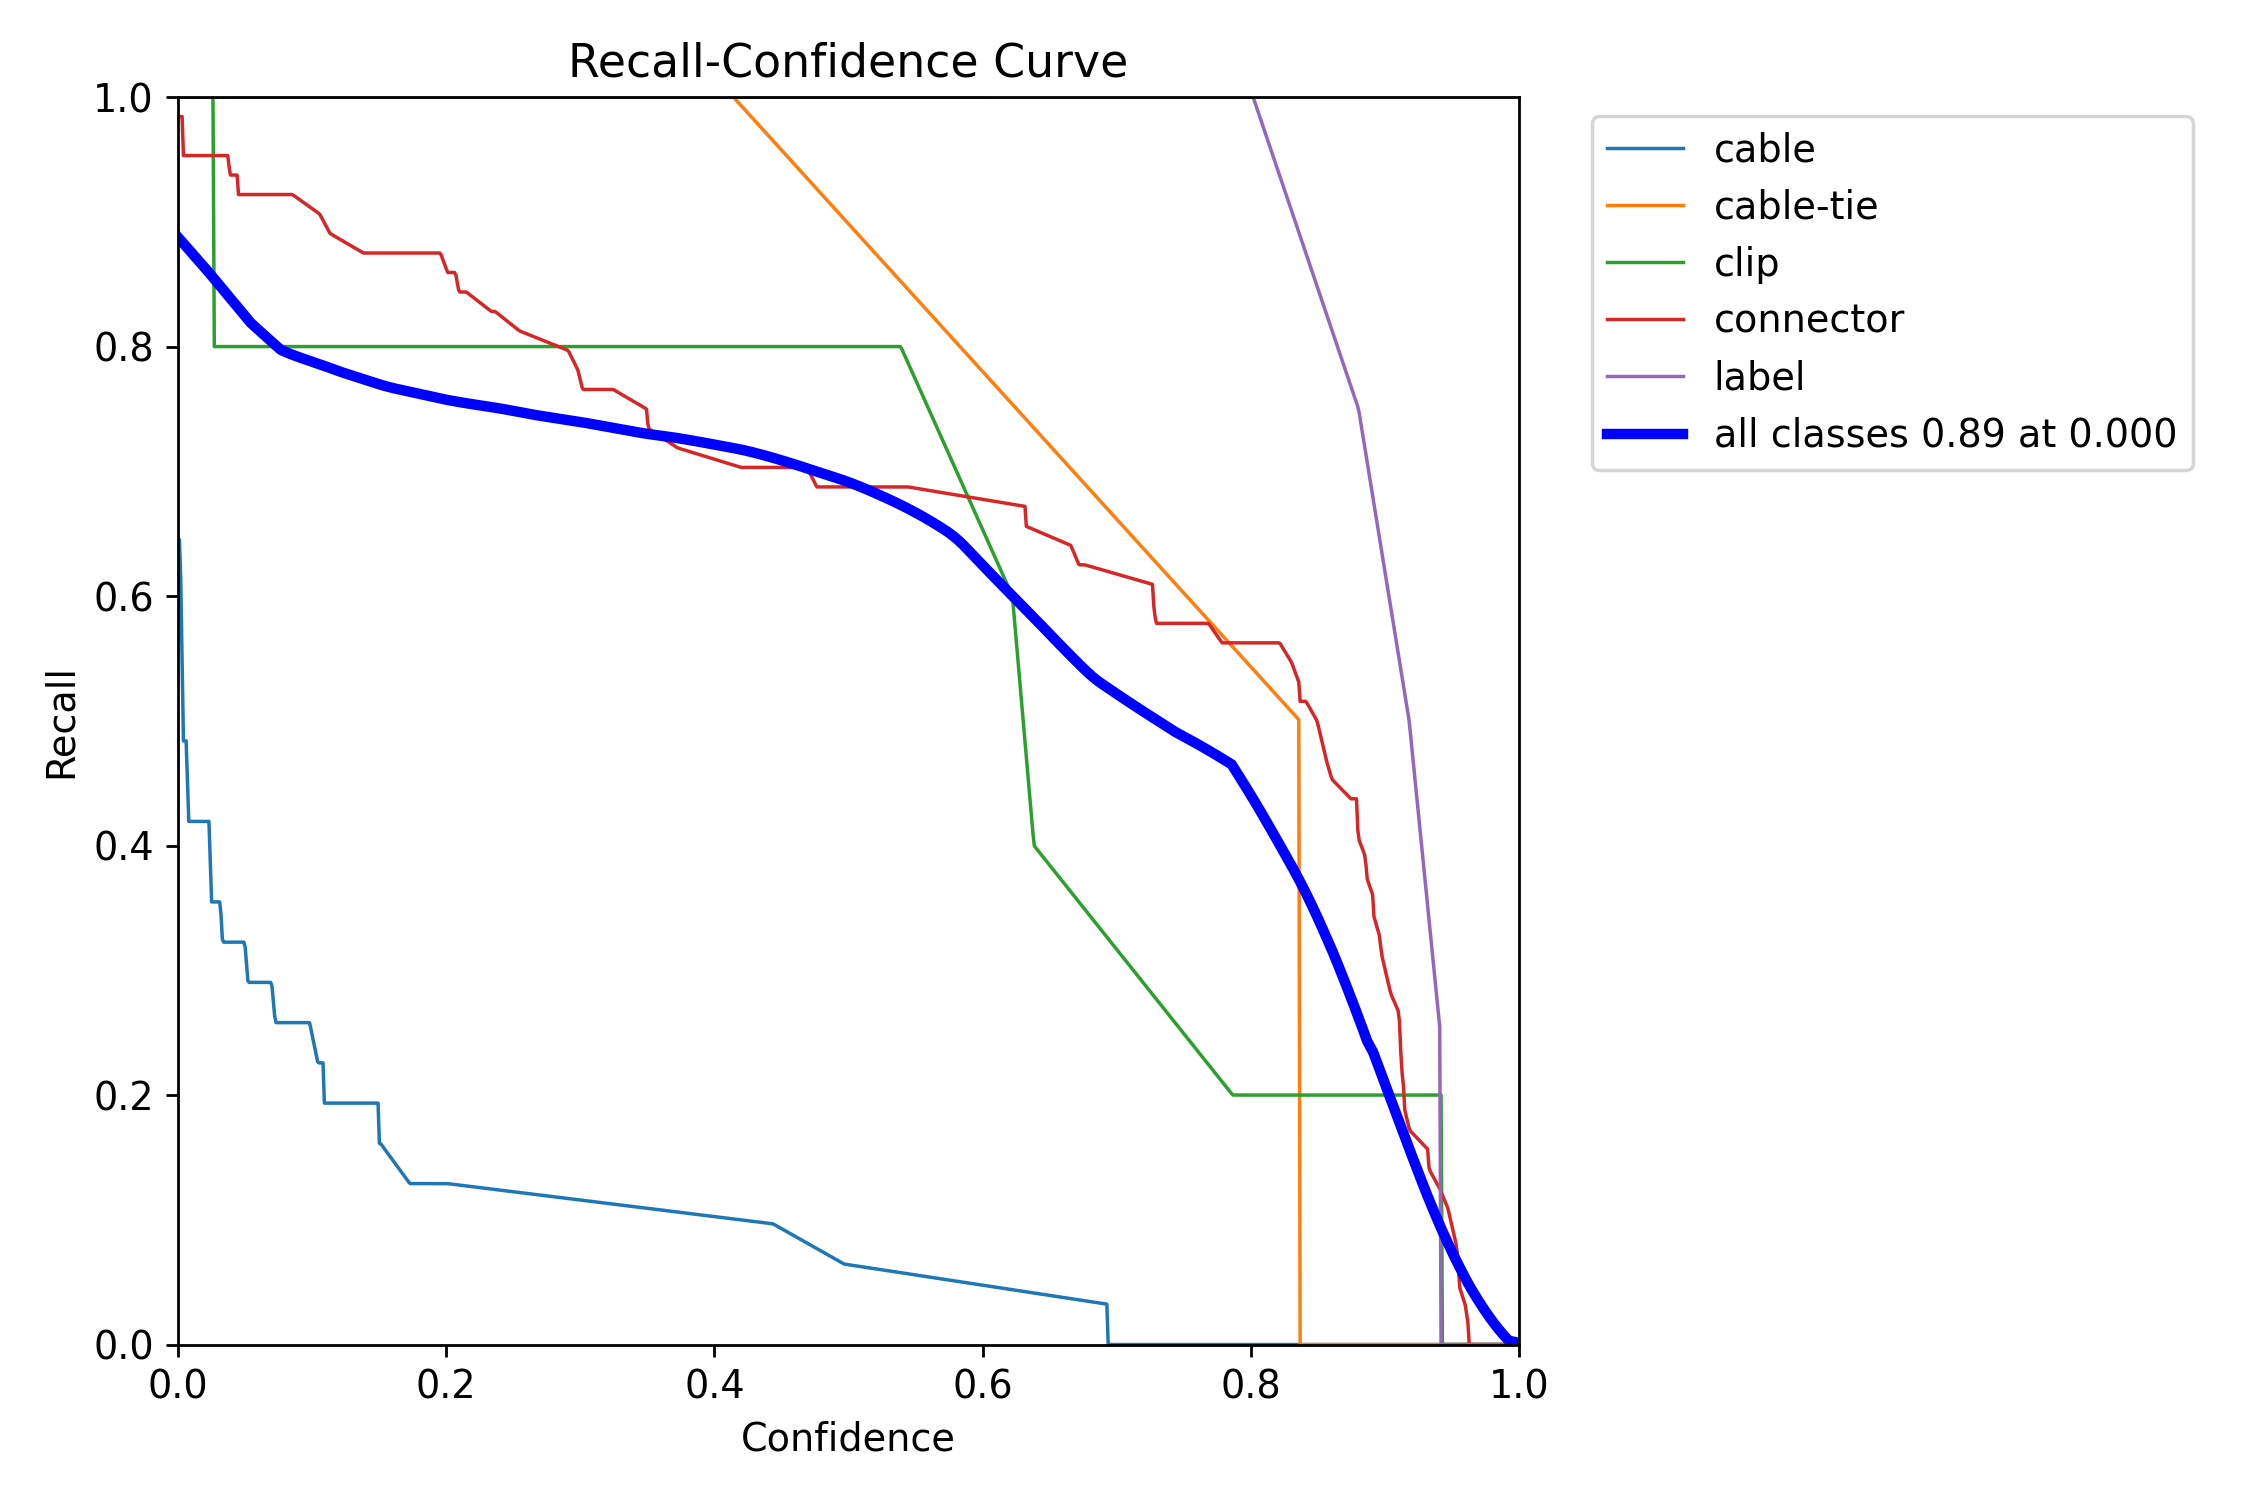 Recall-Confidence Curve
1.0
0.8
0.6
0.4
0.2
0.0
Recall
0.0 0.2 0.4 0.6 0.8 1.0
Confidence
cable
cable-tie
clip
connector
label
all classes 0.89 at 0.000